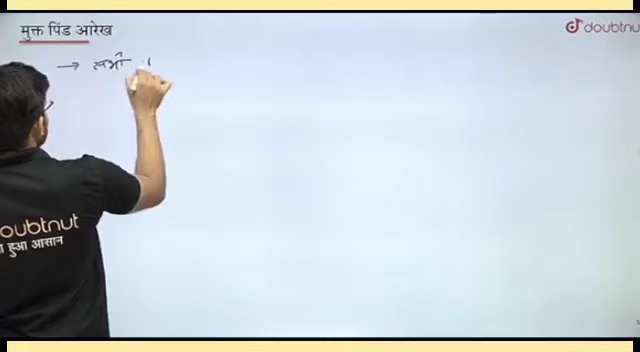 मुक्त पिंड आरेख
doubtnut
→ सभी
doubtnut
हुआ आसान